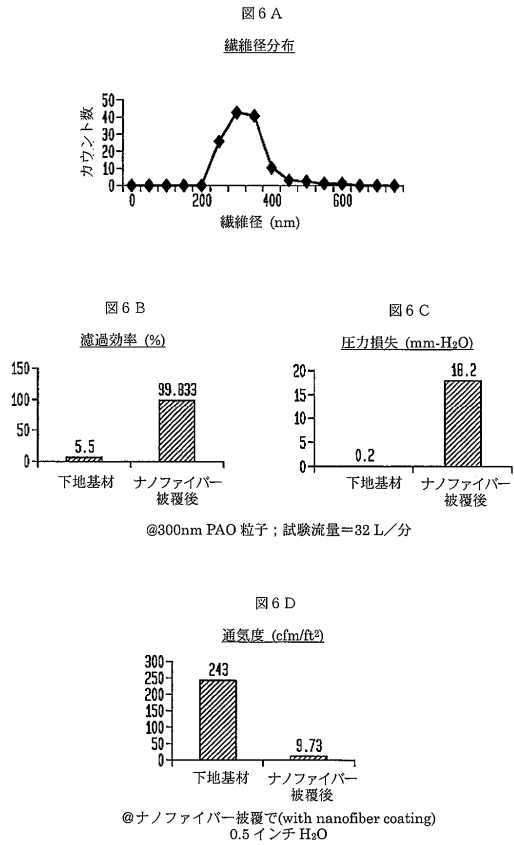 図6A
繊維径分布
カウント数
50
40
30
20
10
0
0 200 400 600
繊維径 (nm)
図6B
濾過効率 (%)
150
100
50
0
5.5
99.833
下地基材
ナノファイバー
被覆後
図6C
圧力損失 (mm-H₂O)
20
15
10
5
0
0.2
18.2
下地基材
ナノファイバー
被覆後
@300nm PAO 粒子；試験流量＝32 L／分
図6D
通気度 (cfm/ft²)
300
250
200
150
100
50
0
243
9.73
下地基材
ナノファイバー
被覆後
@ナノファイバー被覆で(with nanofiber coating)
0.5 インチ H₂O